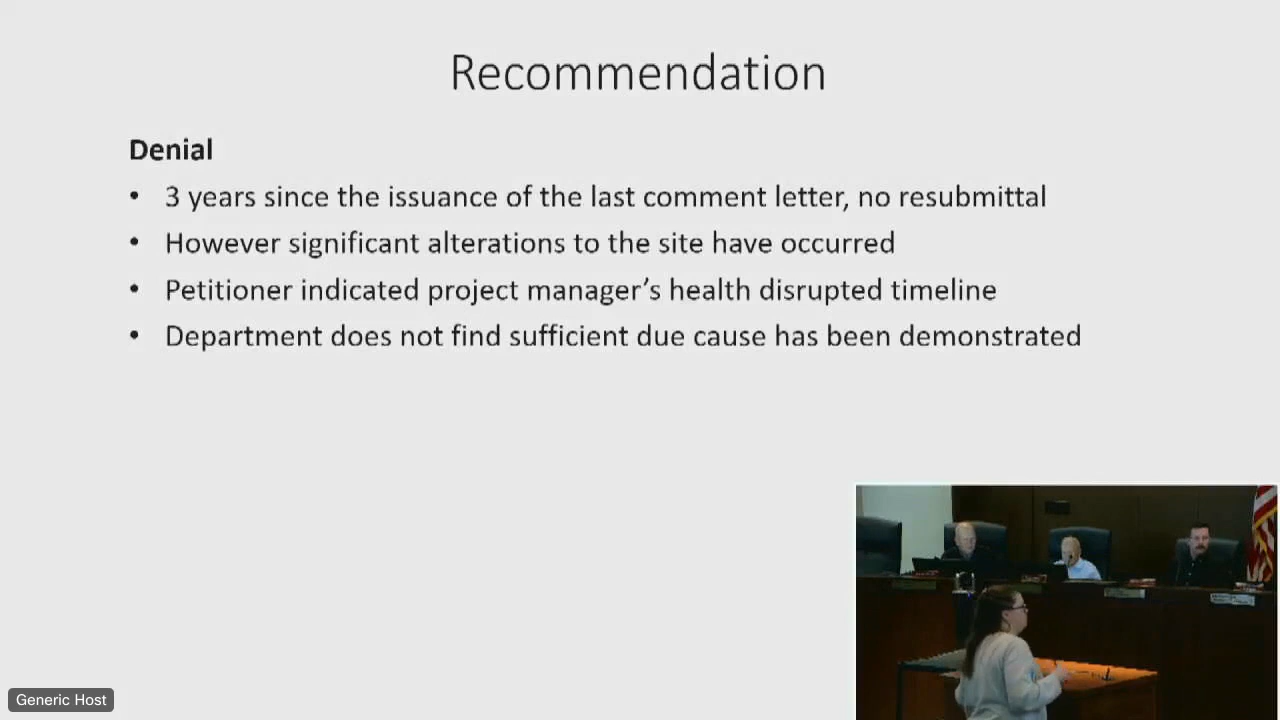 Recommendation
Denial
• 3 years since the issuance of the last comment letter, no resubmittal
• However significant alterations to the site have occurred
• Petitioner indicated project manager’s health disrupted timeline
• Department does not find sufficient due cause has been demonstrated
Generic Host